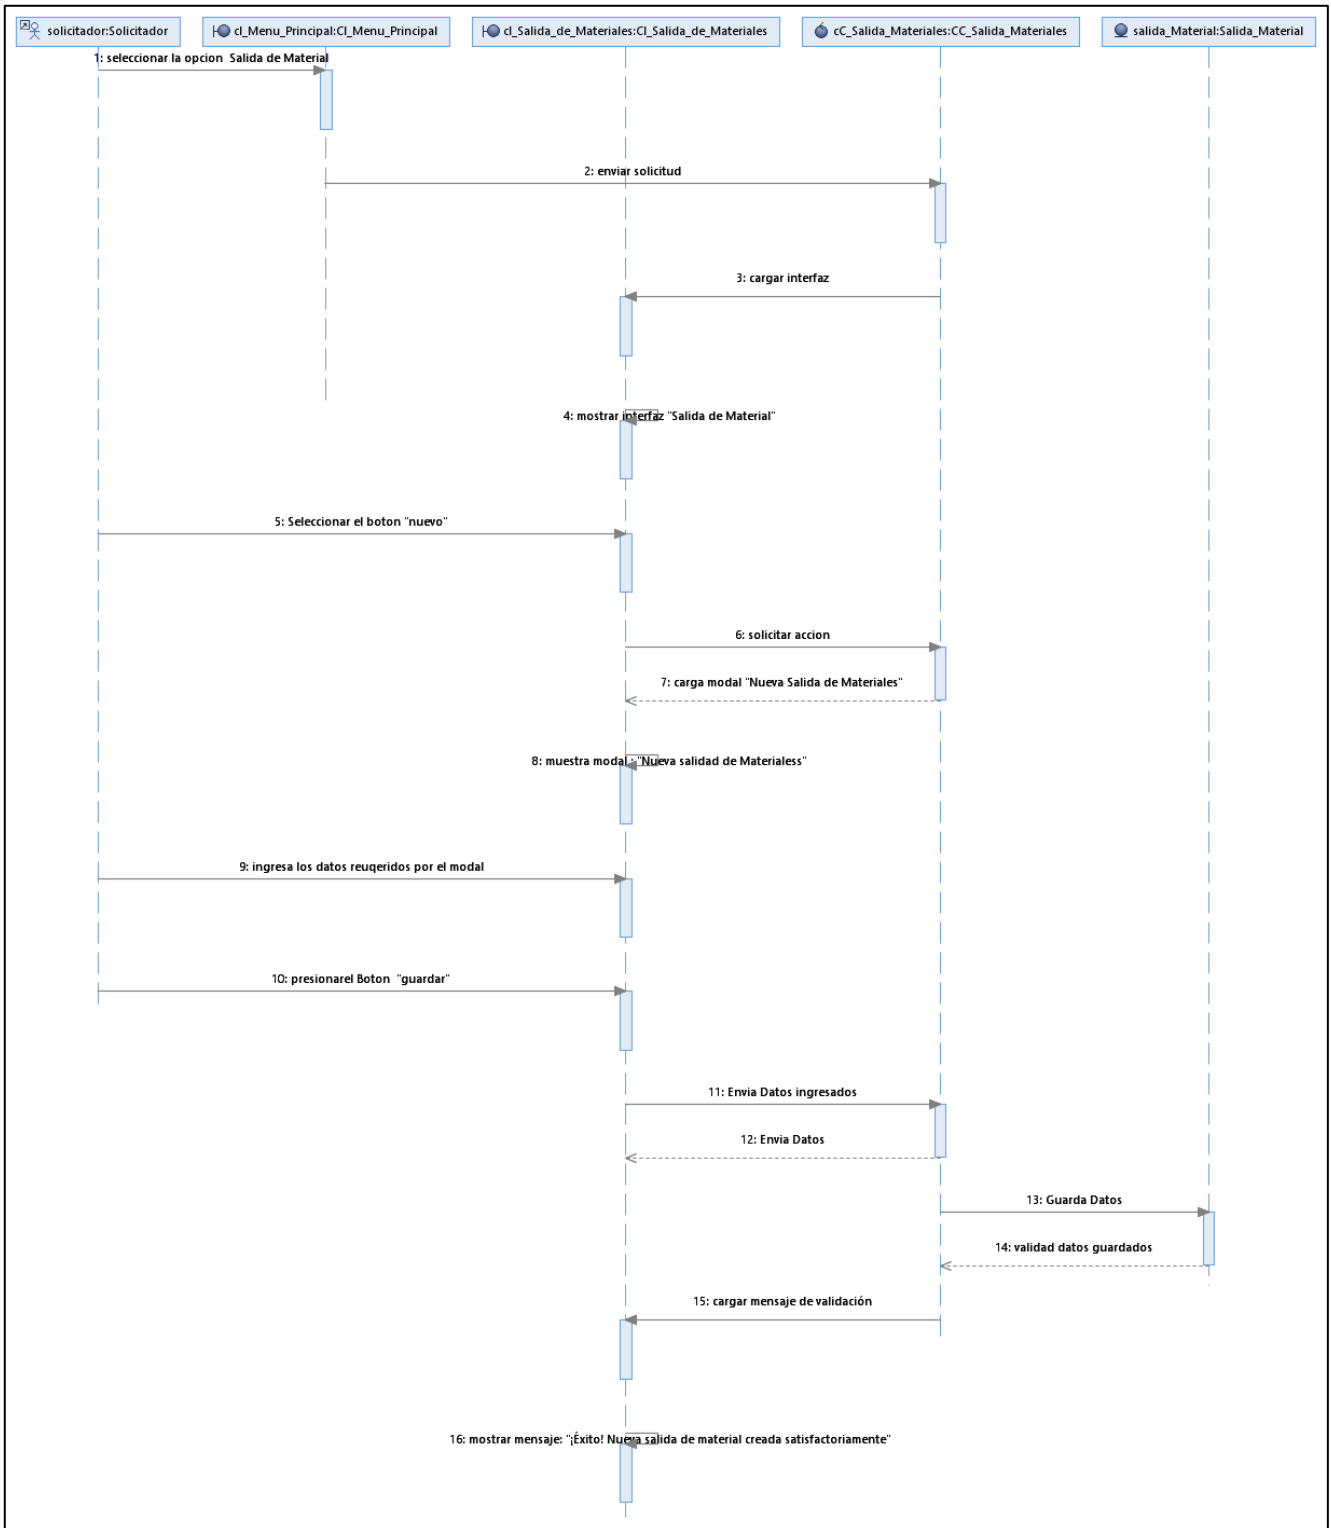 solicitador:Solicitador
cI_Menu_Principal:CI_Menu_Principal
cI_Salida_de_Materiales:CI_Salida_de_Materiales
cC_Salida_Materiales:CC_Salida_Materiales
salida_Material:Salida_Material
1: seleccionar la opcion Salida de Material
2: enviar solicitud
3: cargar interfaz
4: mostrar interfaz "Salida de Material"
5: Seleccionar el boton "nuevo"
6: solicitar accion
7: carga modal "Nueva Salida de Materiales"
8: muestra modal : "Nueva salidad de Materialess"
9: ingresa los datos reuqeridos por el modal
10: presionarel Boton "guardar"
11: Envia Datos ingresados
12: Envia Datos
13: Guarda Datos
14: validad datos guardados
15: cargar mensaje de validación
16: mostrar mensaje: "¡Éxito! Nueva salida de material creada satisfactoriamente"